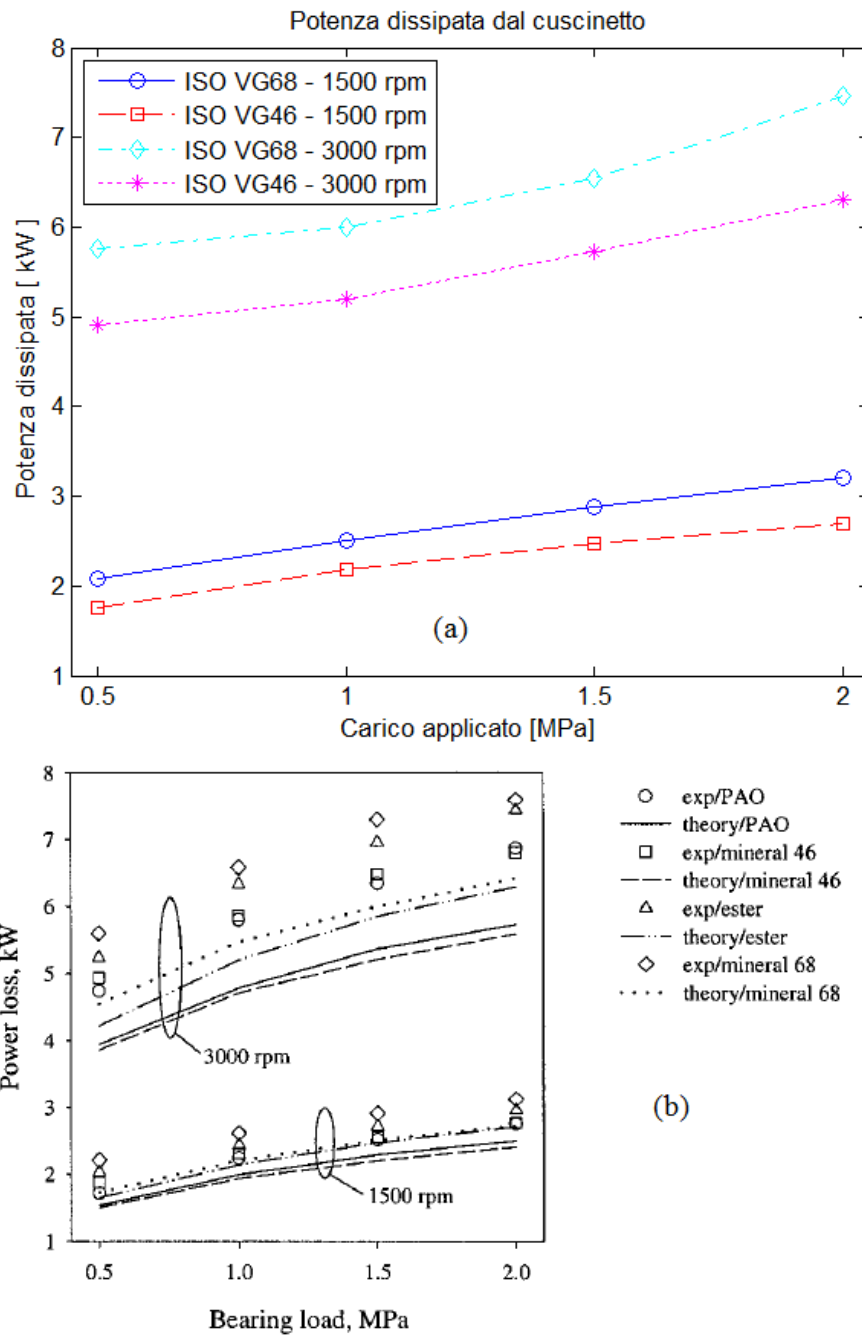 Potenza dissipata dal cuscinetto
8
7
6
5
4
3
2
1
Potenza dissipata [ kW]
ISO VG68 - 1500 rpm
ISO VG46 - 1500 rpm
ISO VG68 - 3000 rpm
ISO VG46 - 3000 rpm
(a)
0.5 1 1.5 2
Carico applicato [MPa]
8
7
6
5
4
3
2
1
Power loss, kW
3000 rpm
1500 rpm
0.5 1.0 1.5 2.0
Bearing load, MPa
exp/PAO
theory/PAO
exp/mineral 46
theory/mineral 46
exp/ester
theory/ester
exp/mineral 68
theory/mineral 68
(b)